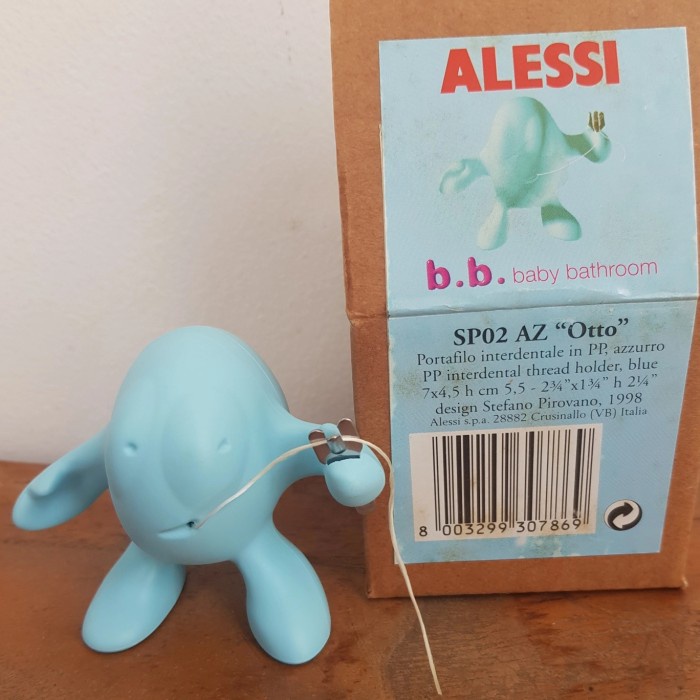 ALESSI
b.b. baby bathroom
SP02 AZ “Otto”
Portafilo interdentale in PP, azzurro
PP interdental thread holder, blue
7x4,5 h cm 5,5 - 2¾”x1¾” h 2¼”
design Stefano Pirovano, 1998
Alessi s.p.a. 28882 Crusinallo (VB) Italia
8 003299 307869